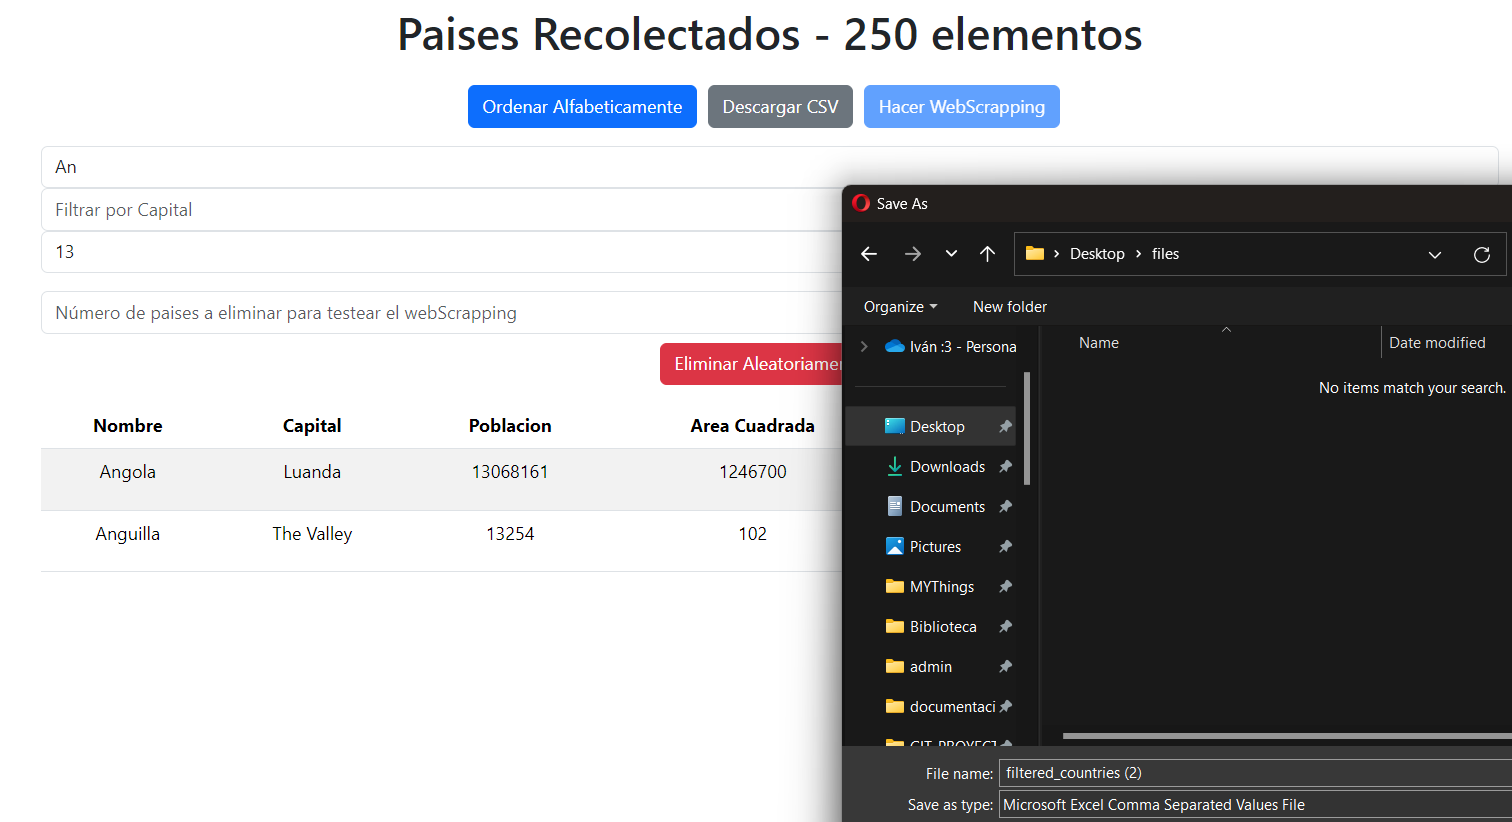 Paises Recolectados - 250 elementos
Ordenar Alfabeticamente Descargar CSV Hacer WebScrapping
An
Filtrar por Capital
13
Número de paises a eliminar para testear el webScrapping
Eliminar Aleatoriamen
Nombre Capital Poblacion Area Cuadrada
Angola Luanda 13068161 1246700
Anguilla The Valley 13254 102
Save As
Desktop files
Organize New folder
Iván :3 - Persona
Desktop
Downloads
Documents
Pictures
MYThings
Biblioteca
admin
documentaci
GIT-PROYECT
Name Date modified
No items match your search.
File name: filtered_countries (2)
Save as type: Microsoft Excel Comma Separated Values File